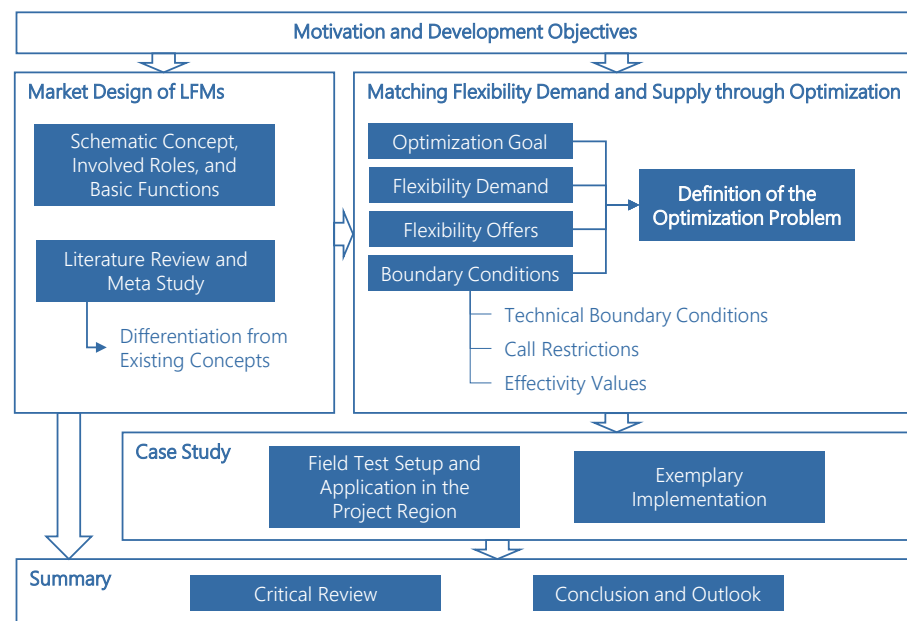 Motivation and Development Objectives
Market Design of LFMs
Schematic Concept,
Involved Roles, and
Basic Functions
Literature Review and
Meta Study
Differentiation from
Existing Concepts
Matching Flexibility Demand and Supply through Optimization
Optimization Goal
Flexibility Demand
Flexibility Offers
Boundary Conditions
Definition of the
Optimization Problem
Technical Boundary Conditions
Call Restrictions
Effectivity Values
Case Study
Field Test Setup and
Application in the
Project Region
Exemplary
Implementation
Summary
Critical Review
Conclusion and Outlook